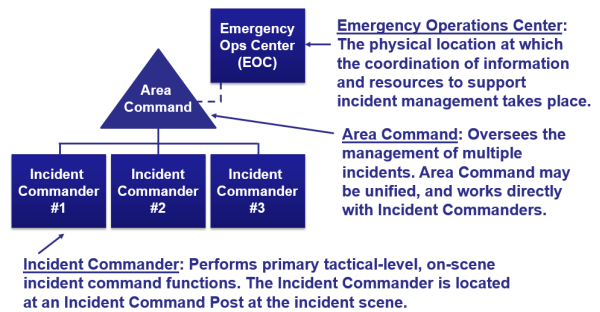 Emergency
Ops Center
(EOC)
Emergency Operations Center:
The physical location at which
the coordination of information
and resources to support
incident management takes place.
Area
Command
Area Command: Oversees the
management of multiple
incidents. Area Command may
be unified, and works directly
with Incident Commanders.
Incident
Commander
#1
Incident
Commander
#2
Incident
Commander
#3
Incident Commander: Performs primary tactical-level, on-scene
incident command functions. The Incident Commander is located
at an Incident Command Post at the incident scene.